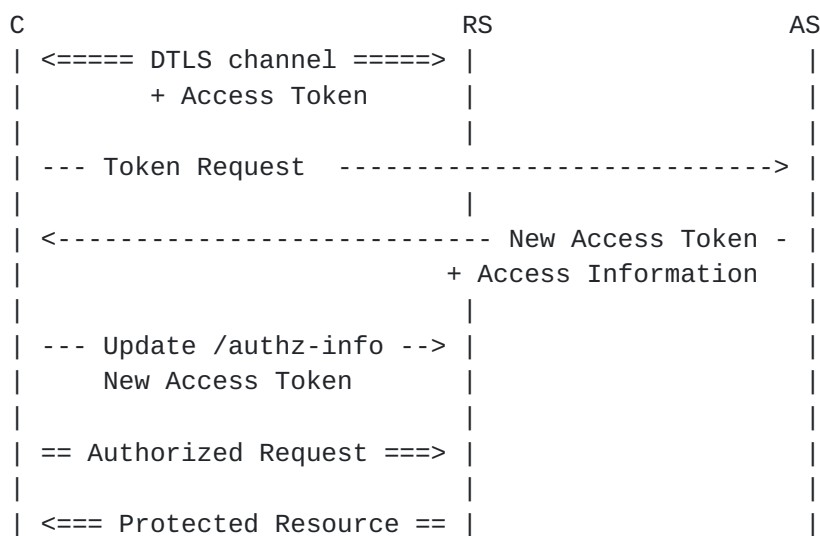 C                            RS                   AS
| <===== DTLS channel =====> |                     |
|        + Access Token      |                     |
|                            |                     |
| --- Token Request  ----------------------------> |
|                            |                     |
| <---------------------------- New Access Token - |
|                           + Access Information   |
|                            |                     |
| --- Update /authz-info --> |                     |
|     New Access Token       |                     |
|                            |                     |
| == Authorized Request ===> |                     |
|                            |                     |
| <=== Protected Resource == |                     |